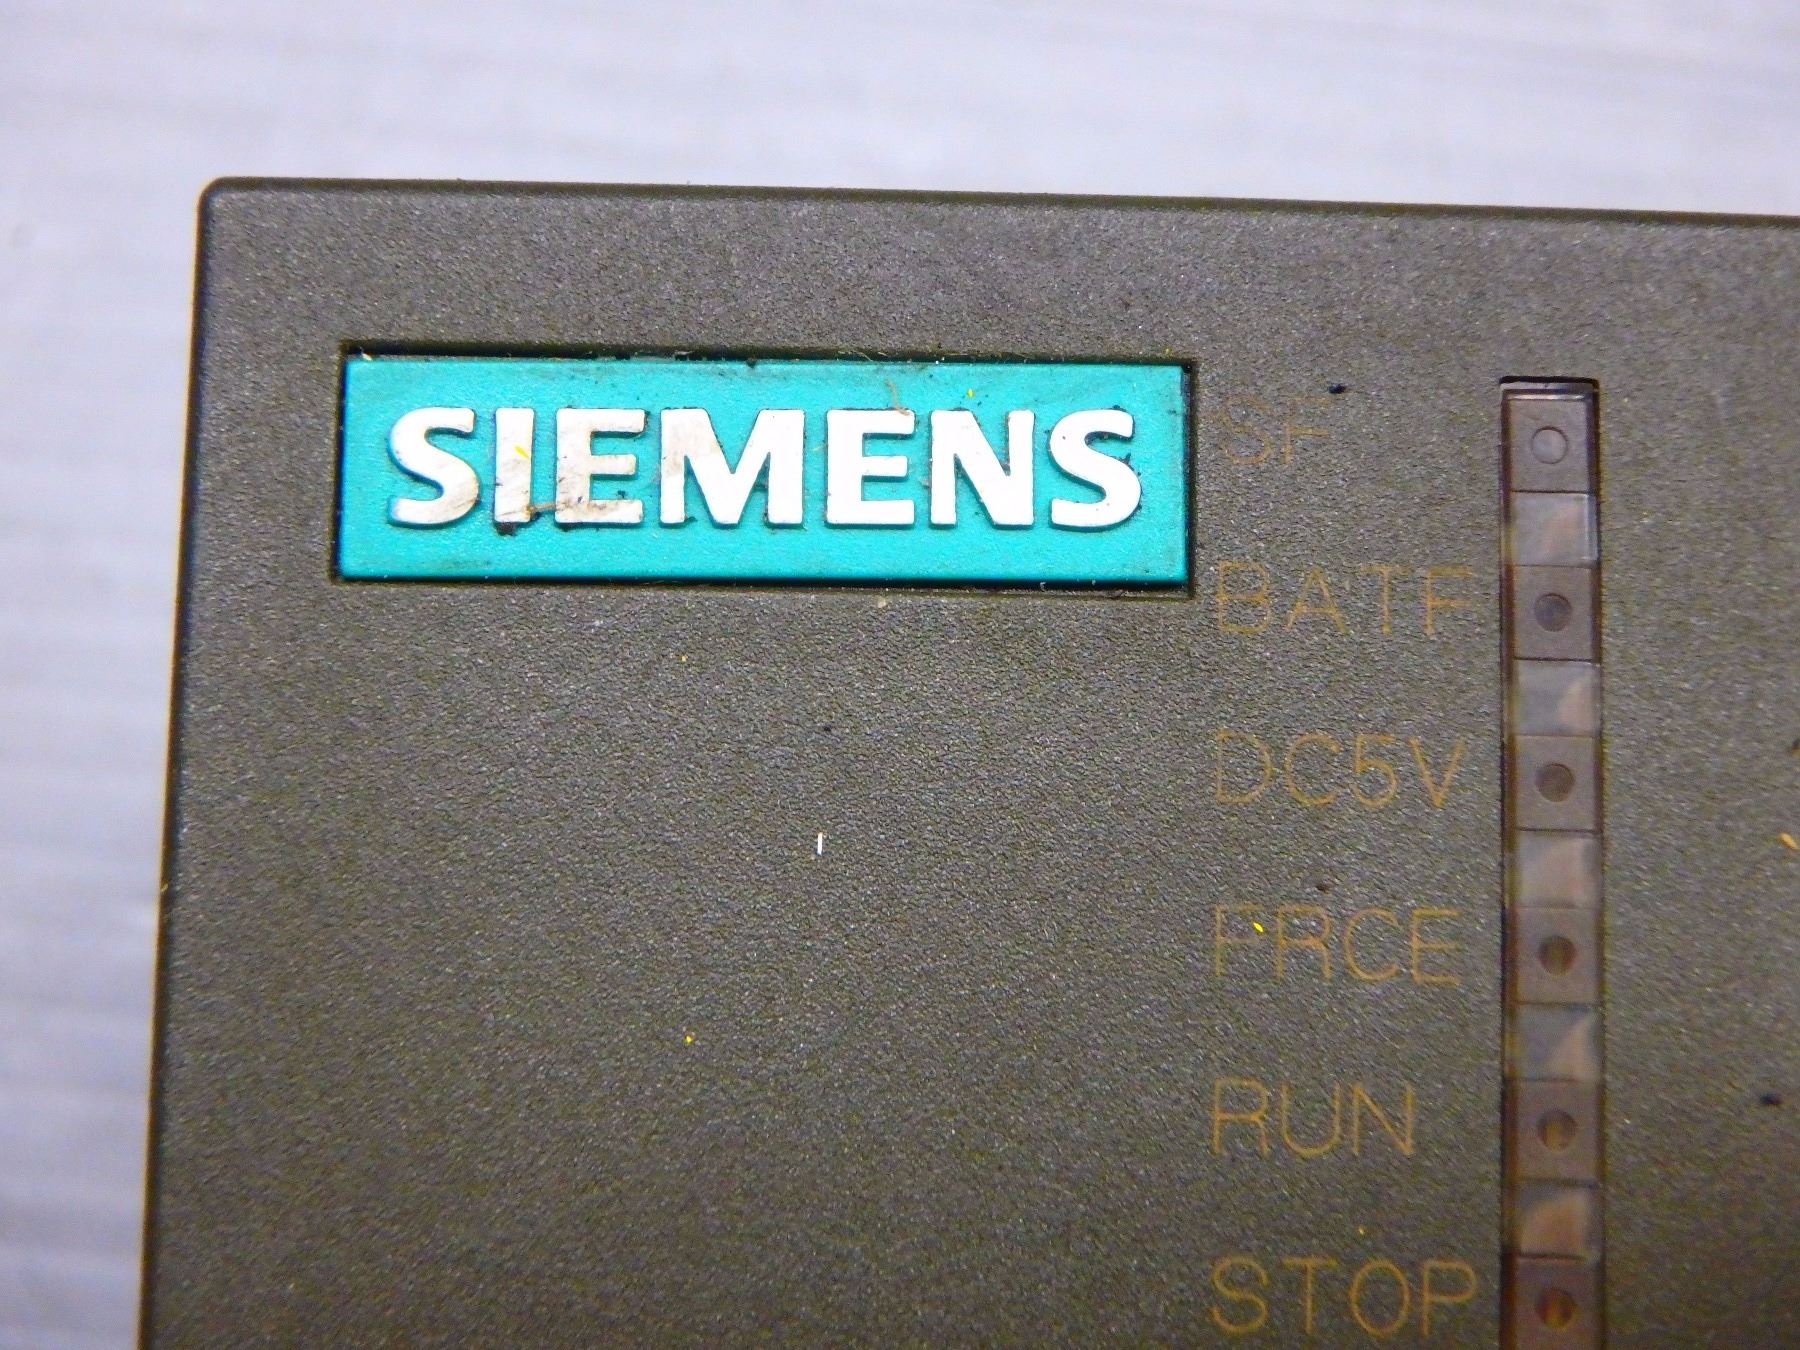 SIEMENS
SF
BATF
DC5V
FRCE
RUN
STOP